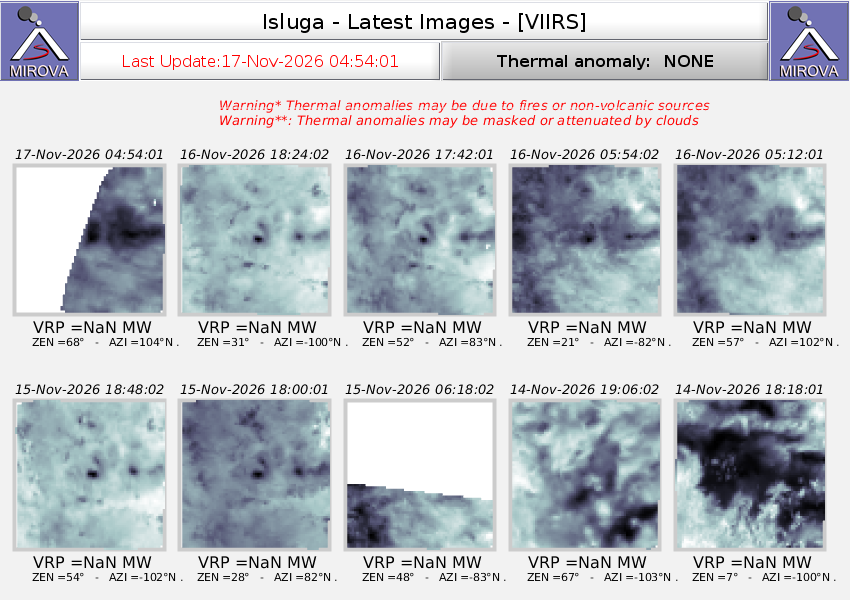 Isluga - Latest Images - [VIIRS]
MIROVA
Last Update:17-Nov-2026 04:54:01
Thermal anomaly: NONE
MIROVA
Warning* Thermal anomalies may be due to fires or non-volcanic sources
Warning**: Thermal anomalies may be masked or attenuated by clouds
17-Nov-2026 04:54:01
16-Nov-2026 18:24:02
16-Nov-2026 17:42:01
16-Nov-2026 05:54:02
16-Nov-2026 05:12:01
VRP =NaN MW
VRP =NaN MW
VRP =NaN MW
VRP =NaN MW
VRP =NaN MW
ZEN =68° - AZI =104°N .
ZEN =31° - AZI =-100°N .
ZEN =52° - AZI =83°N .
ZEN =21° - AZI =-82°N .
ZEN =57° - AZI =102°N .
15-Nov-2026 18:48:02
15-Nov-2026 18:00:01
15-Nov-2026 06:18:02
14-Nov-2026 19:06:02
14-Nov-2026 18:18:01
VRP =NaN MW
VRP =NaN MW
VRP =NaN MW
VRP =NaN MW
VRP =NaN MW
ZEN =54° - AZI =-102°N .
ZEN =28° - AZI =82°N .
ZEN =48° - AZI =-83°N .
ZEN =67° - AZI =-103°N .
ZEN =7° - AZI =-100°N .